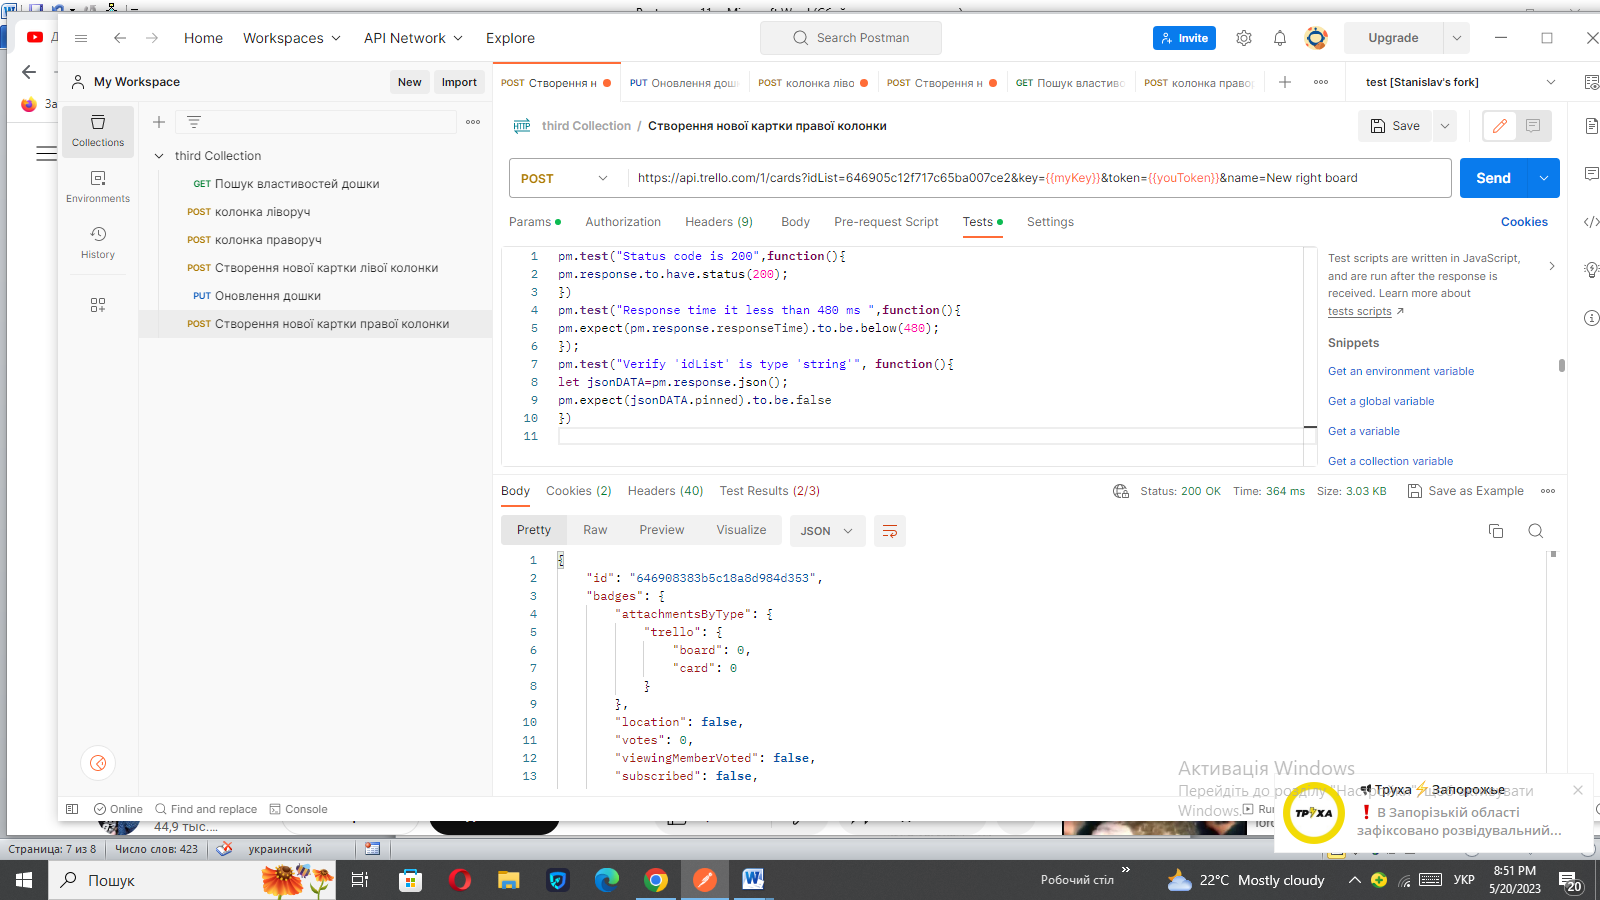 Home
Workspaces
API Network
Explore
Search Postman
Invite
Upgrade
My Workspace
New
Import
POST Створення н
PUT Оновлення дош
POST колонка ліво
POST Створення н
GET Пошук властиво
POST колонка право
test [Stanislav's fork]
Collections
Environments
History
third Collection
GET Пошук властивостей дошки
POST колонка ліворуч
POST колонка праворуч
POST Створення нової картки лівої колонки
PUT Оновлення дошки
POST Створення нової картки правої колонки
HTTP third Collection / Створення нової картки правої колонки
Save
POST
https://api.trello.com/1/cards?idList=646905c12f717c65ba007ce2&key={{myKey}}&token={{youToken}}&name=New right board
Send
Params
Authorization
Headers (9)
Body
Pre-request Script
Tests
Settings
Cookies
1 pm.test("Status code is 200",function(){
2 pm.response.to.have.status(200);
3 })
4 pm.test("Response time it less than 480 ms ",function(){
5 pm.expect(pm.response.responseTime).to.be.below(480);
6 });
7 pm.test("Verify 'idList' is type 'string'", function(){
8 let jsonDATA=pm.response.json();
9 pm.expect(jsonDATA.pinned).to.be.false
10 })
11
Test scripts are written in JavaScript,
and are run after the response is
received. Learn more about
tests scripts
Snippets
Get an environment variable
Get a global variable
Get a variable
Get a collection variable
Body
Cookies (2)
Headers (40)
Test Results (2/3)
Status: 200 OK
Time: 364 ms
Size: 3.03 KB
Save as Example
Pretty
Raw
Preview
Visualize
JSON
1 {
2 "id": "646908383b5c18a8d984d353",
3 "badges": {
4 "attachmentsByType": {
5 "trello": {
6 "board": 0,
7 "card": 0
8 }
9 },
10 "location": false,
11 "votes": 0,
12 "viewingMemberVoted": false,
13 "subscribed": false,
Активація Windows
Перейдіть до розділу
Windows.
Труха⚡Запорожье
ТРУХА
❗ В Запорізькій області
зафіксовано розвідувальний...
Online
Find and replace
Console
44,9 тыс....
Страница: 7 из 8
Число слов: 423
украинский
Пошук
Робочий стіл
22°C Mostly cloudy
УКР
8:51 PM
5/20/2023
20